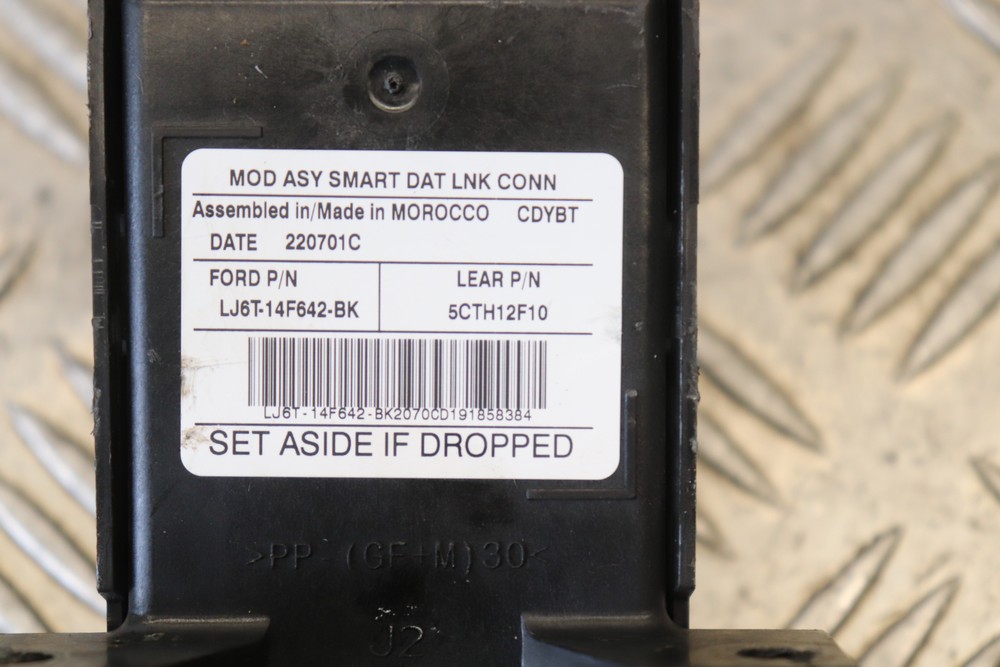 MOD ASY SMART DAT LNK CONN
Assembled in/Made in MOROCCO CDYBT
DATE 220701C
FORD P/N LEAR P/N
LJ6T-14F642-BK 5CTH12F10
LJ6T-14F642-BK2070CD191858384
SET ASIDE IF DROPPED
>PP-(GF+M)30<
J2